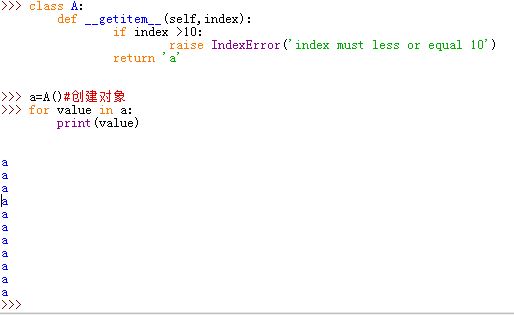 >>> class A:
        def __getitem__(self,index):
                if index >10:
                        raise IndexError('index must less or equal 10')
                return 'a'
>>> a=A()#创建对象
>>> for value in a:
        print(value)
a
a
a
a
a
a
a
a
a
a
a
>>>